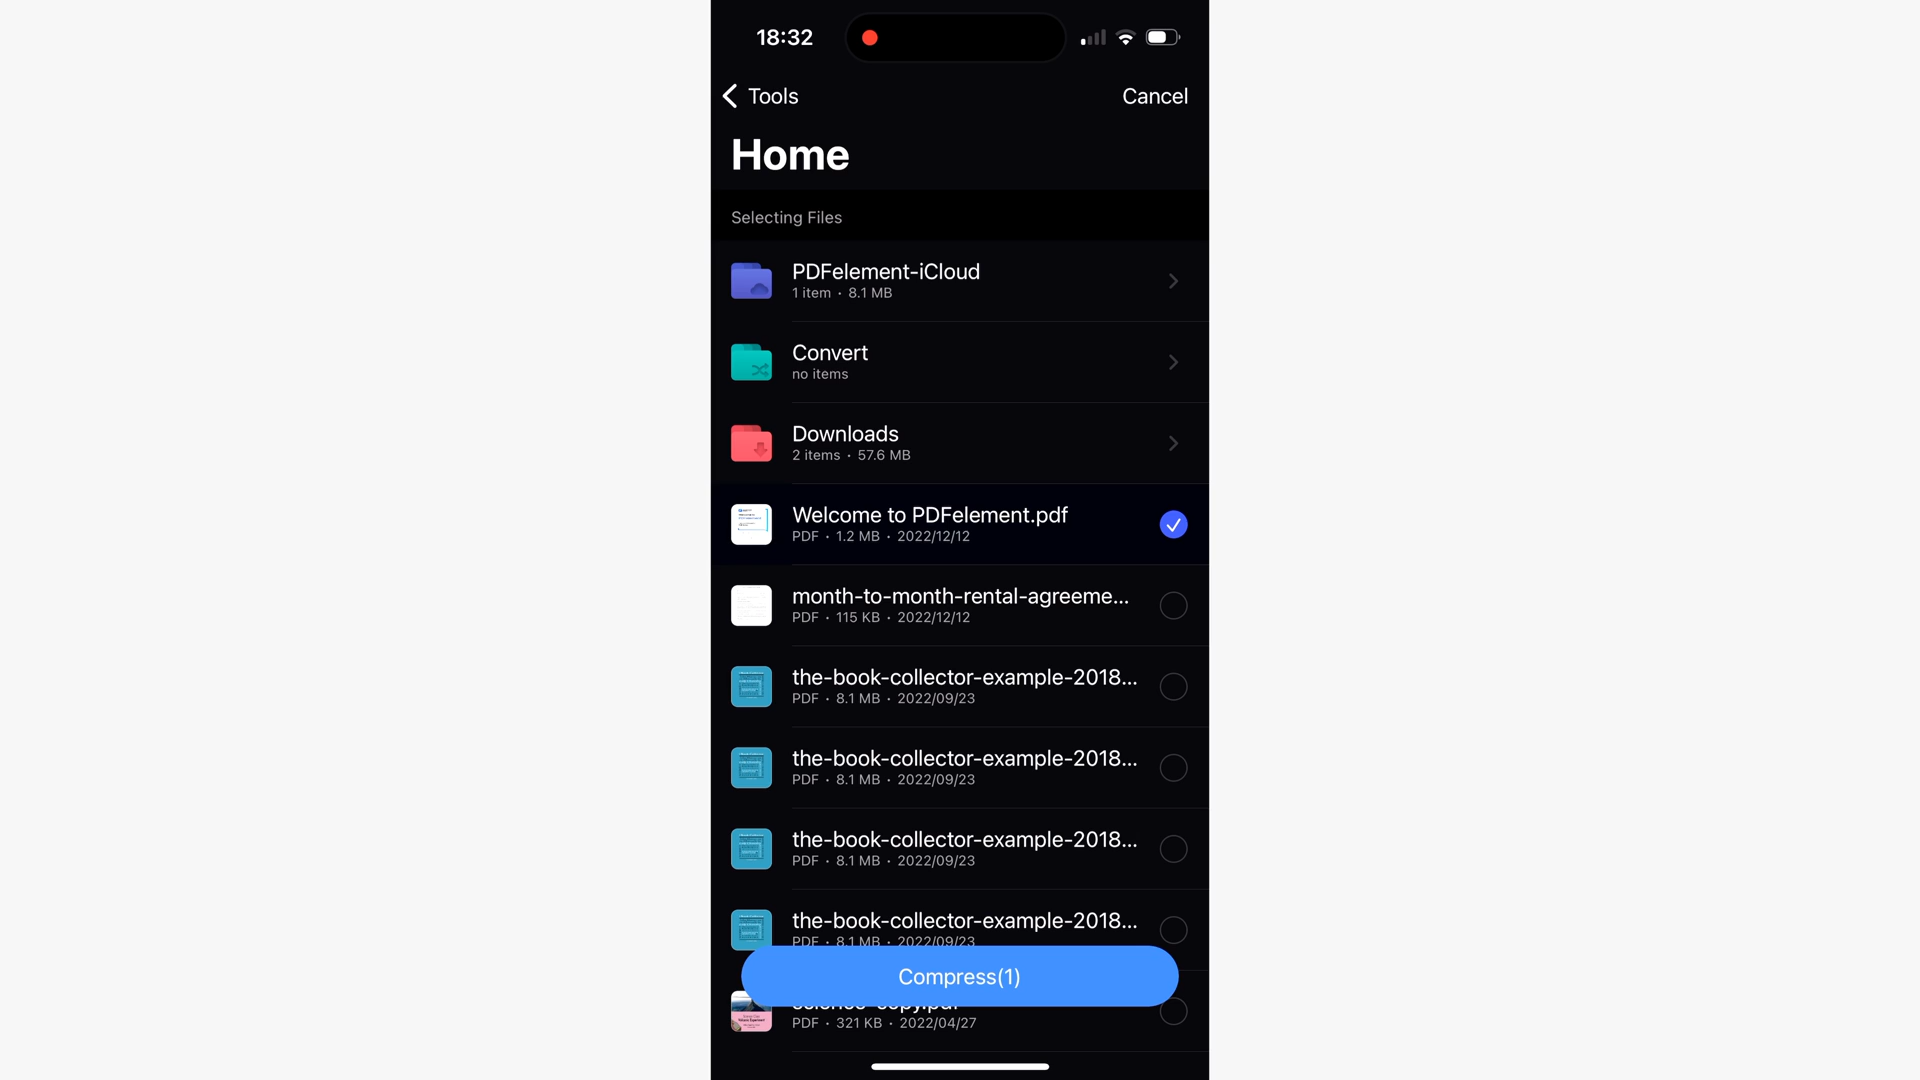 18:32
Tools
Cancel
Home
Selecting Files
PDFelement-iCloud
1 item · 8.1 MB
Convert
no items
Downloads
2 items · 57.6 MB
Welcome to PDFelement.pdf
PDF · 1.2 MB · 2022/12/12
month-to-month-rental-agreeme...
PDF · 115 KB · 2022/12/12
the-book-collector-example-2018...
PDF · 8.1 MB · 2022/09/23
the-book-collector-example-2018...
PDF · 8.1 MB · 2022/09/23
the-book-collector-example-2018...
PDF · 8.1 MB · 2022/09/23
the-book-collector-example-2018...
PDF · 8.1 MB · 2022/09/23
Compress(1)
PDF · 321 KB · 2022/04/27